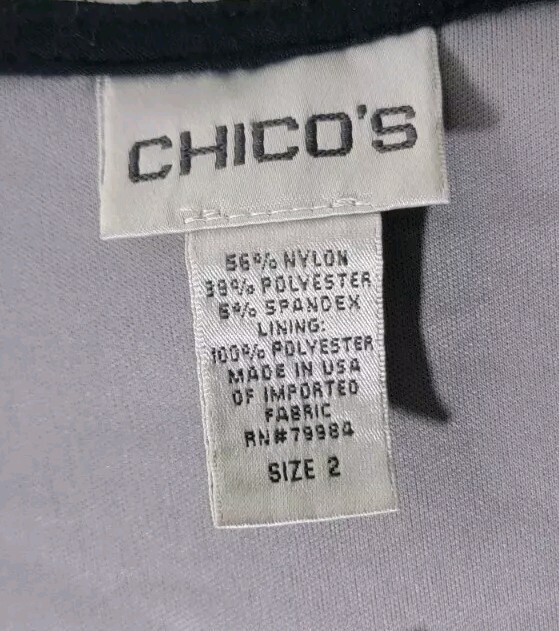 CHICO'S
56% NYLON
39% POLYESTER
6% SPANDEX
LINING:
100% POLYESTER
MADE IN USA
OF IMPORTED
FABRIC
RN#79984
SIZE 2